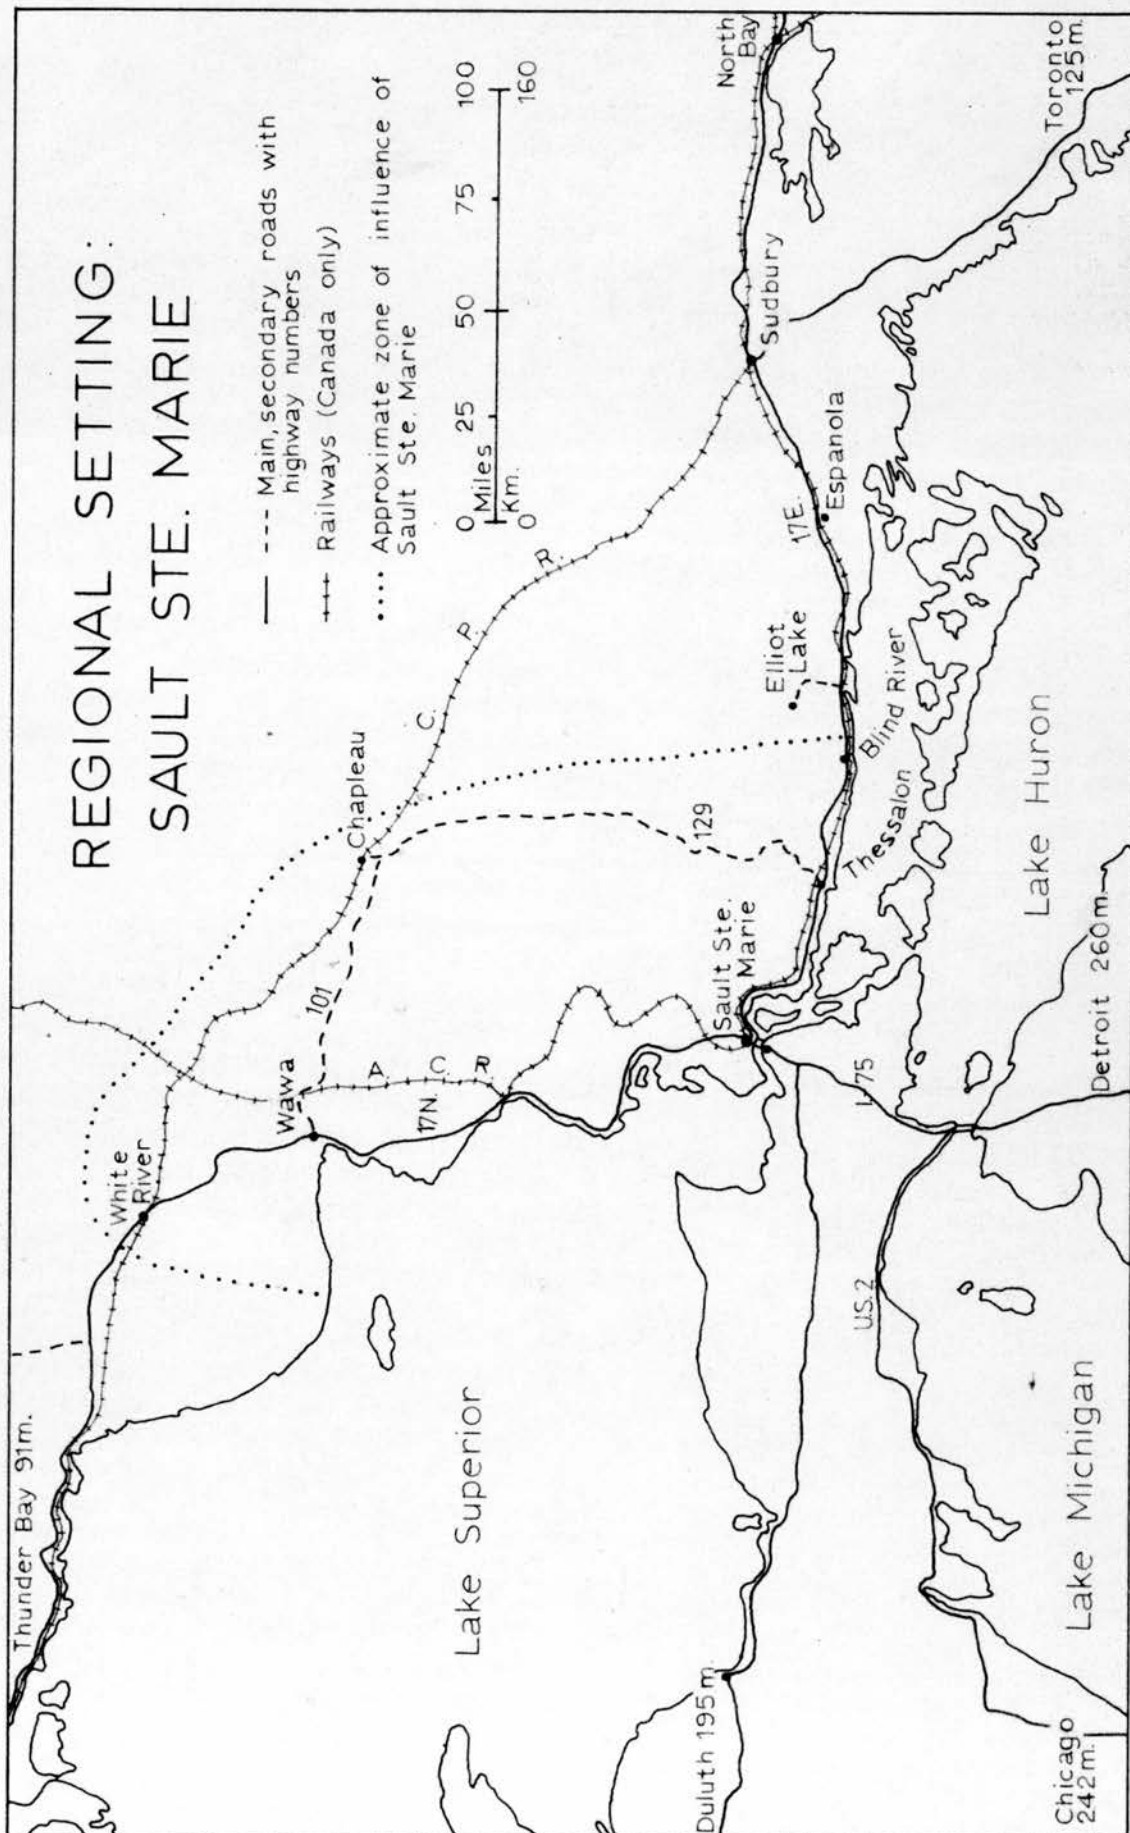 REGIONAL SETTING:
SAULT STE. MARIE
Main, secondary roads with
highway numbers
Railways (Canada only)
Approximate zone of influence of
Sault Ste. Marie
0 25 50 75 100
Miles
Km.
0 160
Thunder Bay 91m.
White
River
Wawa
101
Chapleau
C. P. R.
A. C. R.
17N.
129
Lake Superior
Sault Ste.
Marie
Thessalon
Blind River
Elliot
Lake
17E.
Espanola
Sudbury
North
Bay
Toronto
125m.
Lake Huron
Duluth 195m.
I.75
U.S.2
Detroit 260m.
Lake Michigan
Chicago
242m.